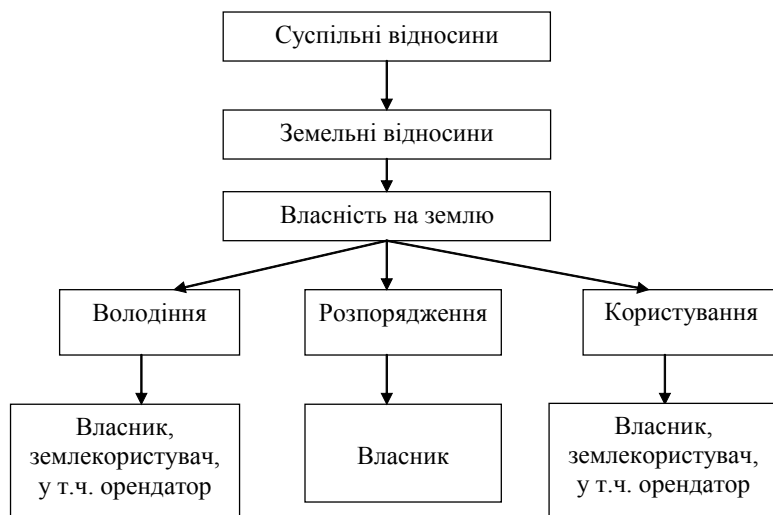 Суспільні відносини
Земельні відносини
Власність на землю
Володіння
Розпорядження
Користування
Власник,
землекористувач,
у т.ч. орендатор
Власник
Власник,
землекористувач,
у т.ч. орендатор